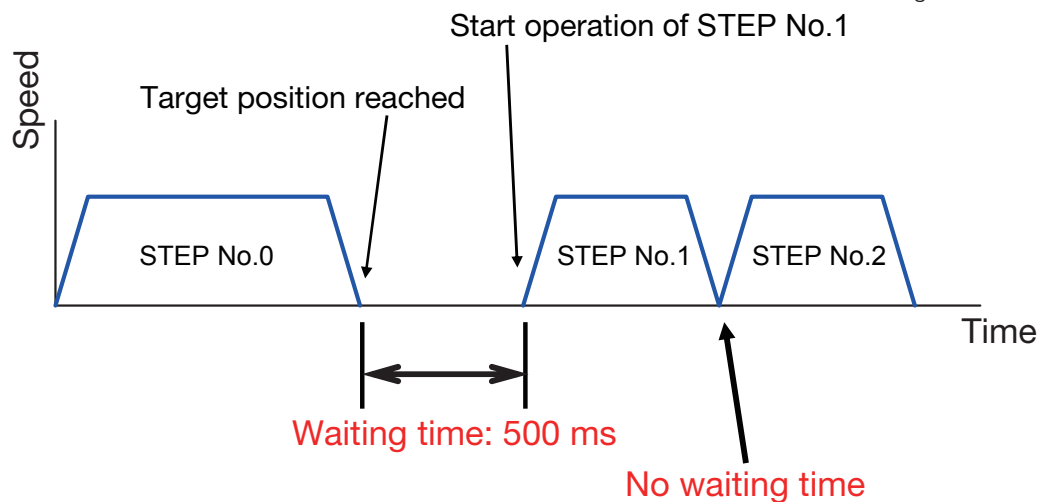 Start operation of STEP No.1
Target position reached
Speed
STEP No.0
STEP No.1
STEP No.2
Time
Waiting time: 500 ms
No waiting time